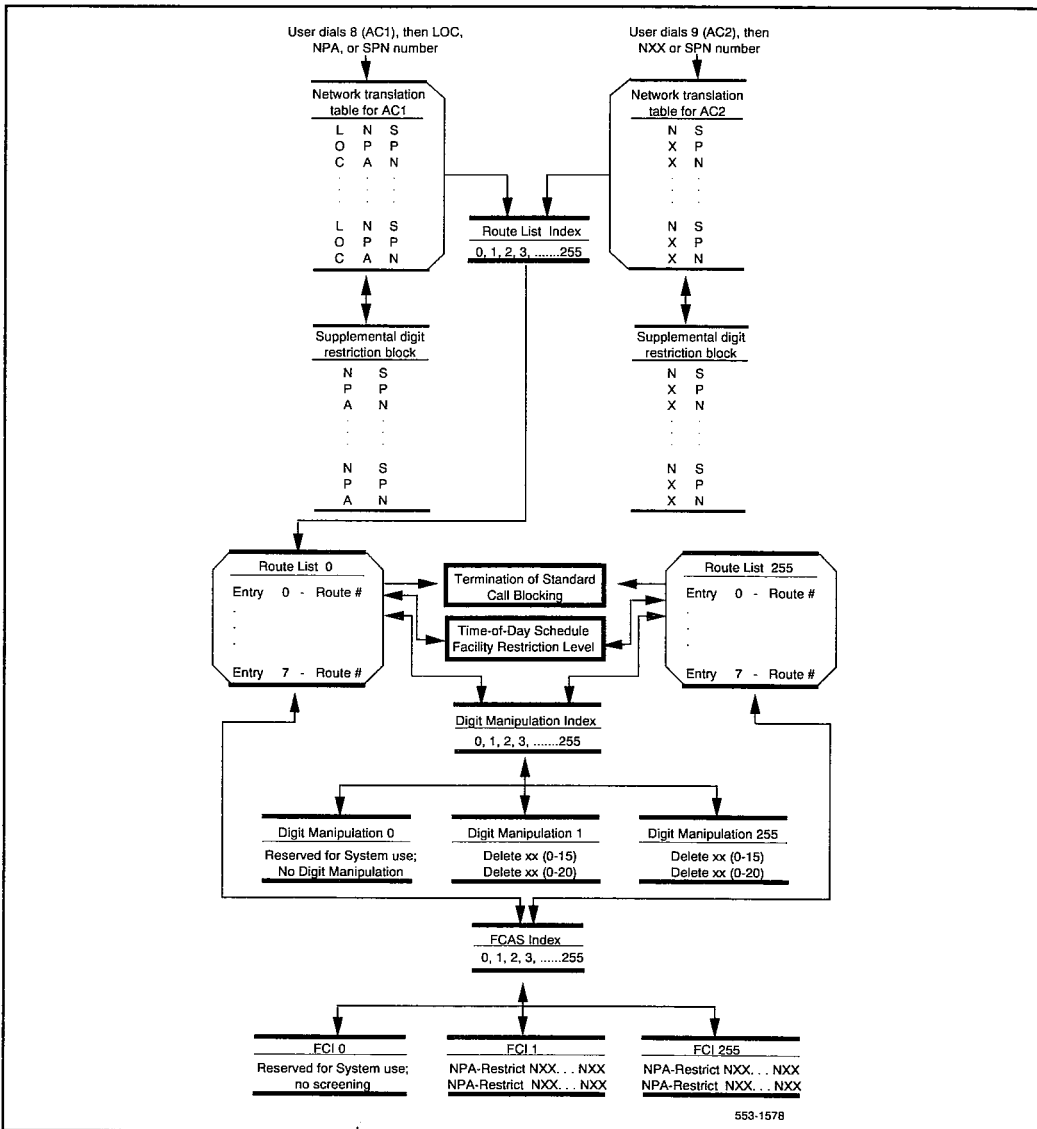 User dials 8 (AC1), then LOC,
NPA, or SPN number
User dials 9 (AC2), then
NXX or SPN number
Network translation
table for AC1
L N S
O P P
C A N
. . .
. . .
L N S
O P P
C A N
Network translation
table for AC2
N S
X P
X N
. .
. .
N S
X P
X N
Route List Index
0, 1, 2, 3, .......255
Supplemental digit
restriction block
N S
P P
A N
. .
. .
N S
P P
A N
Supplemental digit
restriction block
N S
X P
X N
. .
. .
N S
X P
X N
Route List 0
Entry 0 - Route #
.
.
.
Entry 7 - Route #
Termination of Standard
Call Blocking
Time-of-Day Schedule
Facility Restriction Level
Route List 255
Entry 0 - Route #
.
.
.
Entry 7 - Route #
Digit Manipulation Index
0, 1, 2, 3, .......255
Digit Manipulation 0
Reserved for System use;
No Digit Manipulation
Digit Manipulation 1
Delete xx (0-15)
Delete xx (0-20)
Digit Manipulation 255
Delete xx (0-15)
Delete xx (0-20)
FCAS Index
0, 1, 2, 3, ......255
FCI 0
Reserved for System use;
no screening
FCI 1
NPA-Restrict NXX. . . NXX
NPA-Restrict NXX. . . NXX
FCI 255
NPA-Restrict NXX. . . NXX
NPA-Restrict NXX. . . NXX
553-1578